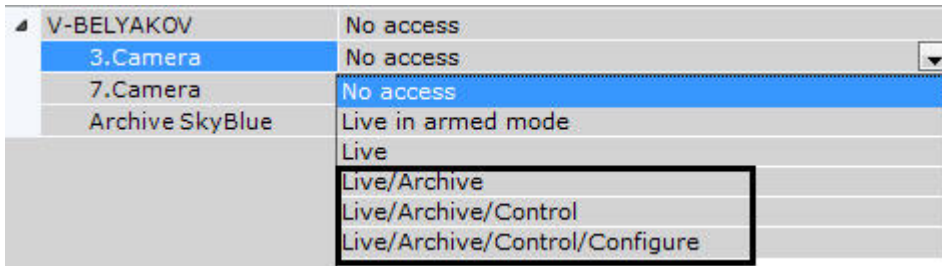 V-BELYAKOV No access
3.Camera No access
7.Camera No access
Archive SkyBlue Live in armed mode
Live
Live/Archive
Live/Archive/Control
Live/Archive/Control/Configure